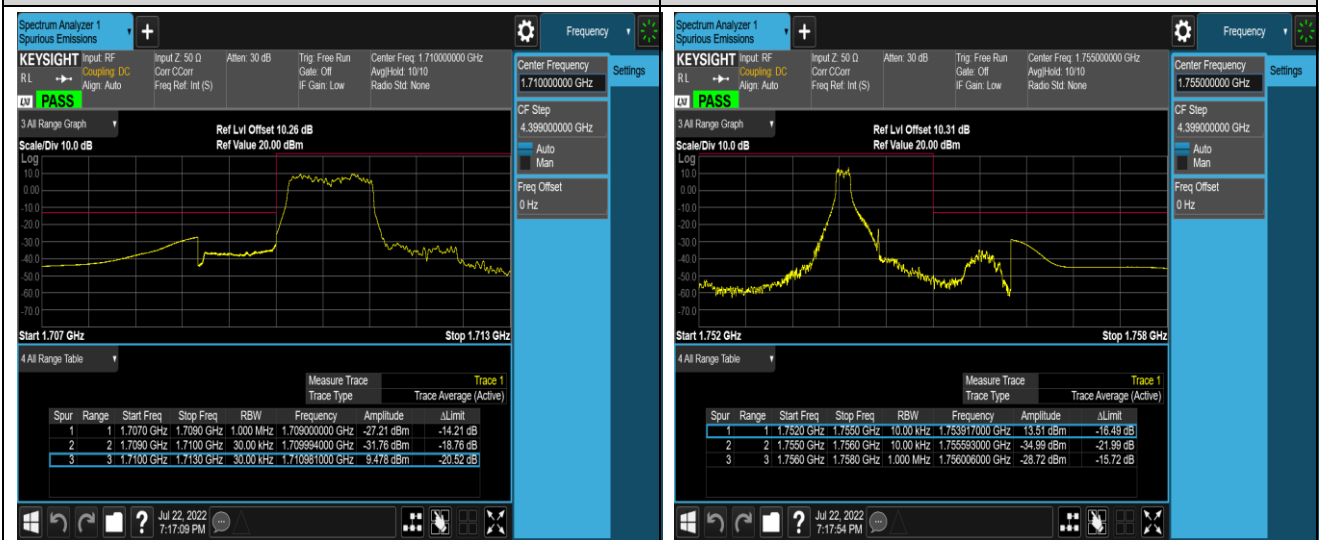 Spectrum Analyzer 1
Spurious Emissions
+
Frequency
KEYSIGHT Input: RF Input Z: 50 Ω Atten: 30 dB Trig: Free Run Center Freq: 1.710000000 GHz
RL Coupling: DC Corr CCorr Gate: Off Avg|Hold: 10/10
Align: Auto Freq Ref: Int (S) IF Gain: Low Radio Std: None
LXI PASS
Center Frequency
1.710000000 GHz
Settings
CF Step
4.399000000 GHz
Auto
Man
Freq Offset
0 Hz
3 All Range Graph
Ref Lvl Offset 10.26 dB
Scale/Div 10.0 dB Ref Value 20.00 dBm
Log
10.0
0.00
-10.0
-20.0
-30.0
-40.0
-50.0
-60.0
-70.0
Start 1.707 GHz Stop 1.713 GHz
4 All Range Table
Measure Trace Trace 1
Trace Type Trace Average (Active)
Spur Range Start Freq Stop Freq RBW Frequency Amplitude ΔLimit
1 1 1.7070 GHz 1.7090 GHz 1.000 MHz 1.709000000 GHz -27.21 dBm -14.21 dB
2 2 1.7090 GHz 1.7100 GHz 30.00 kHz 1.709994000 GHz -31.76 dBm -18.76 dB
3 3 1.7100 GHz 1.7130 GHz 30.00 kHz 1.710981000 GHz 9.478 dBm -20.52 dB
? Jul 22, 2022
7:17:09 PM
Spectrum Analyzer 1
Spurious Emissions
+
Frequency
KEYSIGHT Input: RF Input Z: 50 Ω Atten: 30 dB Trig: Free Run Center Freq: 1.755000000 GHz
RL Coupling: DC Corr CCorr Gate: Off Avg|Hold: 10/10
Align: Auto Freq Ref: Int (S) IF Gain: Low Radio Std: None
LXI PASS
Center Frequency
1.755000000 GHz
Settings
CF Step
4.399000000 GHz
Auto
Man
Freq Offset
0 Hz
3 All Range Graph
Ref Lvl Offset 10.31 dB
Scale/Div 10.0 dB Ref Value 20.00 dBm
Log
10.0
0.00
-10.0
-20.0
-30.0
-40.0
-50.0
-60.0
-70.0
Start 1.752 GHz Stop 1.758 GHz
4 All Range Table
Measure Trace Trace 1
Trace Type Trace Average (Active)
Spur Range Start Freq Stop Freq RBW Frequency Amplitude ΔLimit
1 1 1.7520 GHz 1.7550 GHz 10.00 kHz 1.753917000 GHz 13.51 dBm -16.49 dB
2 2 1.7550 GHz 1.7560 GHz 10.00 kHz 1.755593000 GHz -34.99 dBm -21.99 dB
3 3 1.7560 GHz 1.7580 GHz 1.000 MHz 1.756006000 GHz -28.72 dBm -15.72 dB
? Jul 22, 2022
7:17:54 PM